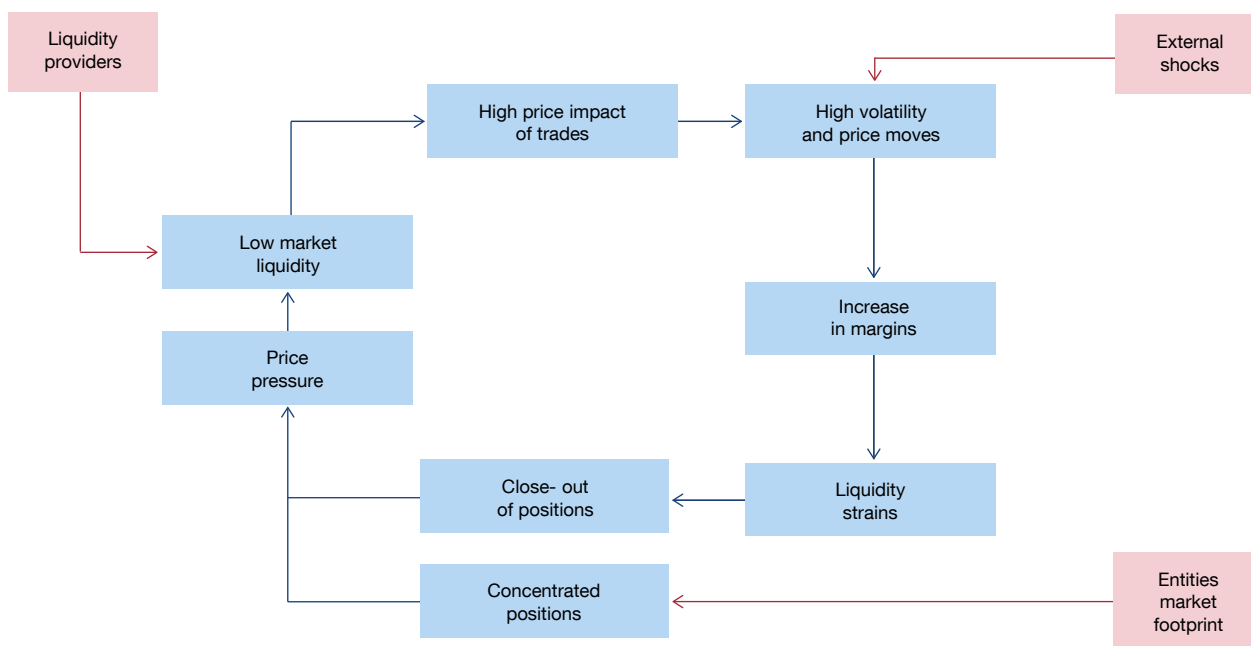 Liquidity
providers
External
shocks
High price impact
of trades
High volatility
and price moves
Low market
liquidity
Increase
in margins
Price
pressure
Close- out
of positions
Liquidity
strains
Concentrated
positions
Entities
market
footprint